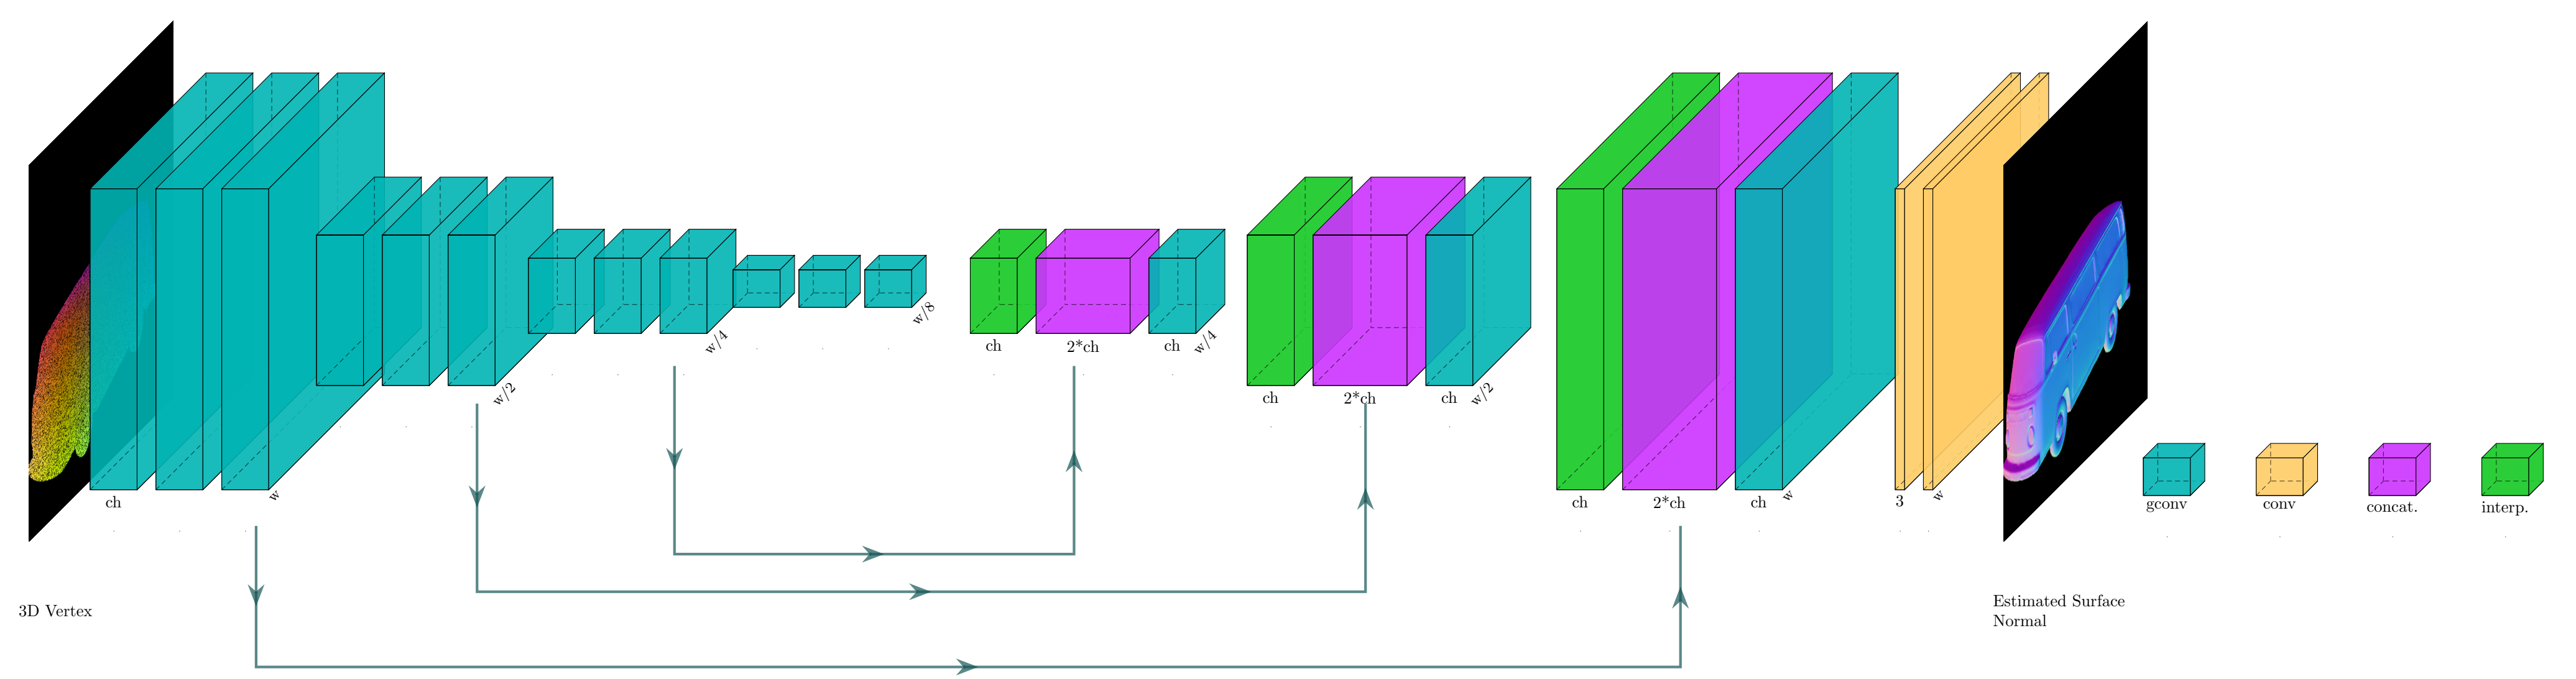 ch
w
w/2
w/4
w/8
ch
2*ch
ch
w/4
ch
2*ch
ch
w/2
ch
2*ch
ch
w
3
w
gconv
conv
concat.
interp.
3D Vertex
Estimated Surface
Normal